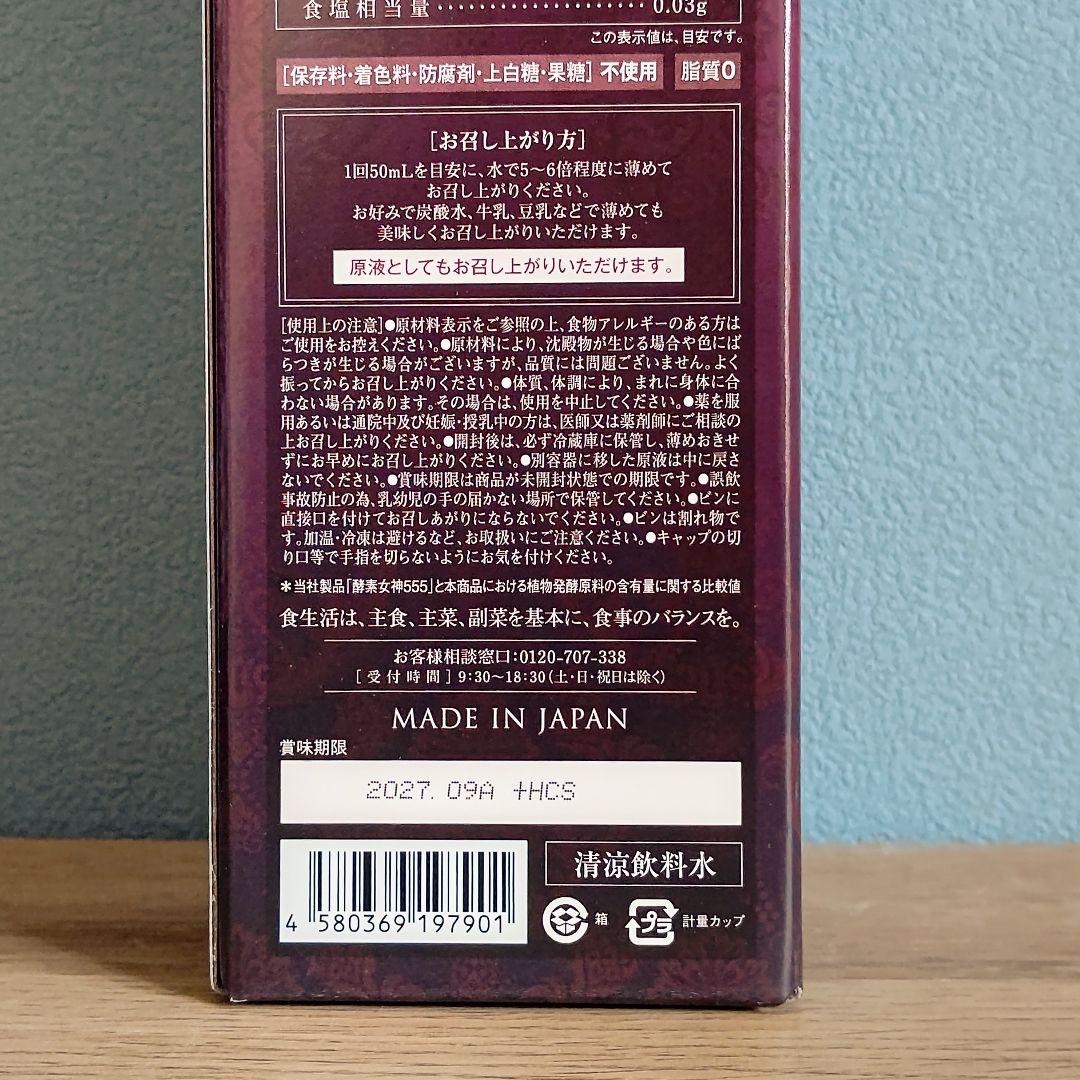 食塩相当量・・・・・・・・・・・・・・・・・・0.03g
この表示値は、目安です。
[保存料・着色料・防腐剤・上白糖・果糖] 不使用 脂質0
[お召し上がり方]
1回50mLを目安に、水で5〜6倍程度に薄めて
お召し上がりください。
お好みで炭酸水、牛乳、豆乳などで薄めても
美味しくお召し上がりいただけます。
原液としてもお召し上がりいただけます。
[使用上の注意]●原材料表示をご参照の上、食物アレルギーのある方は
ご使用をお控えください。●原材料により、沈殿物が生じる場合や色にば
らつきが生じる場合がございますが、品質には問題ございません。よく
振ってからお召し上がりください。●体質、体調により、まれに身体に合
わない場合があります。その場合は、使用を中止してください。●薬を服
用あるいは通院中及び妊娠・授乳中の方は、医師又は薬剤師にご相談の
上お召し上がりください。●開封後は、必ず冷蔵庫に保管し、薄めおきせ
ずにお早めにお召し上がりください。●別容器に移した原液は中に戻さ
ないでください。●賞味期限は商品が未開封状態での期限です。●誤飲
事故防止の為、乳幼児の手の届かない場所で保管してください。●ビンに
直接口を付けてお召しあがりにならないでください。●ビンは割れ物で
す。加温・冷凍は避けるなど、お取扱いにご注意ください。●キャップの切
り口等で手指を切らないようにお気を付けください。
＊当社製品「酵素女神555」と本商品における植物発酵原料の含有量に関する比較値
食生活は、主食、主菜、副菜を基本に、食事のバランスを。
お客様相談窓口：0120-707-338
[受付時間] 9:30〜18:30（土・日・祝日は除く）
MADE IN JAPAN
賞味期限
2027. 09A +HCS
清涼飲料水
箱 プラ 計量カップ
4 580369 197901